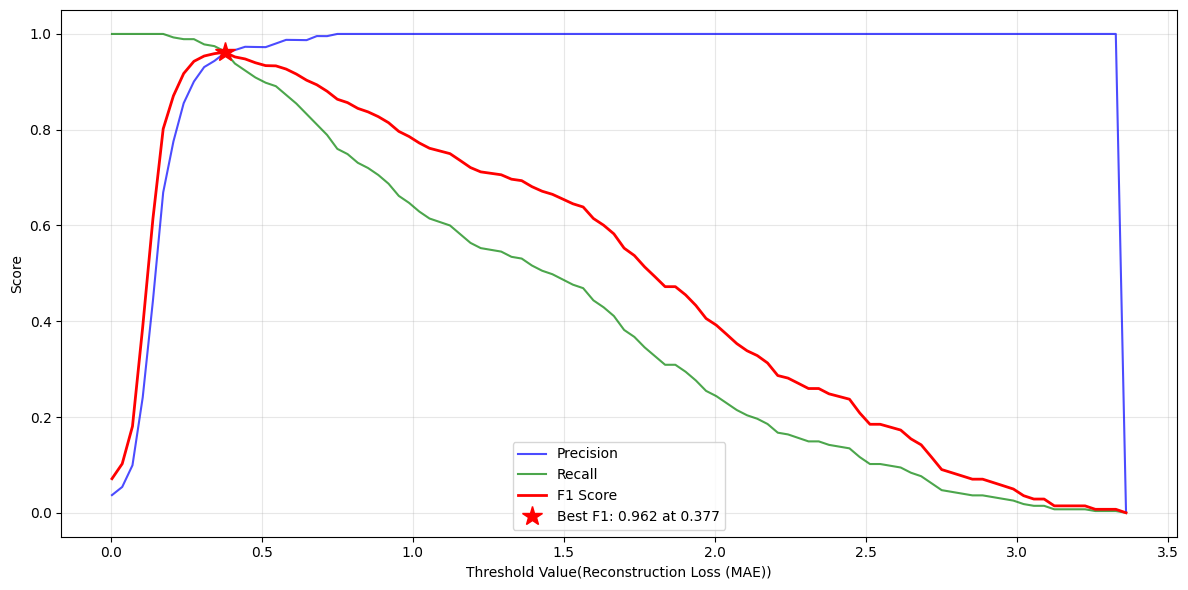 1.0
0.8
0.6
0.4
0.2
0.0
Score
Precision
Recall
F1 Score
Best F1: 0.962 at 0.377
0.0 0.5 1.0 1.5 2.0 2.5 3.0 3.5
Threshold Value(Reconstruction Loss (MAE))